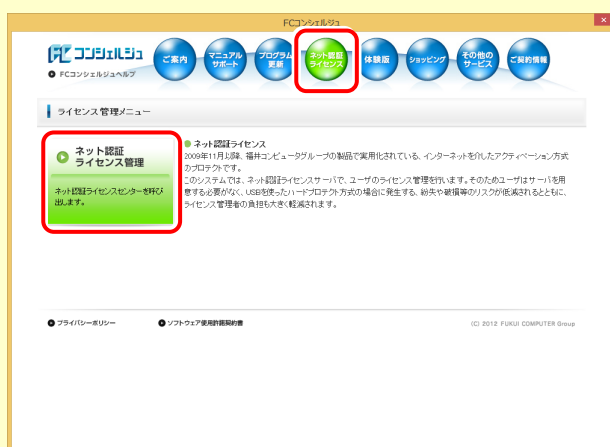 FCコンシェルジュ
×
FC コンシェルジュ
FCコンシェルジュヘルプ
ご案内
マニュアル
サポート
プログラム
更新
ネット認証
ライセンス
体験版
ショッピング
その他の
サービス
ご契約情報
ライセンス管理メニュー
ネット認証
ライセンス管理
ネット認証ライセンスセンターを呼び
出します。
ネット認証ライセンス
2009年11月以降、福井コンピュータグループの製品で実用化されている、インターネットを介したアクティベーション方式
のプロテクトです。
このシステムでは、ネット認証ライセンスサーバで、ユーザのライセンス管理を行います。そのためユーザはサーバを用
意する必要がなく、USBを使ったハードプロテクト方式の場合に発生する、紛失や破損等のリスクが低減されるとともに、
ライセンス管理者の負担も大きく軽減されます。
プライバシーポリシー
ソフトウェア使用許諾契約書
(C) 2012 FUKUI COMPUTER Group